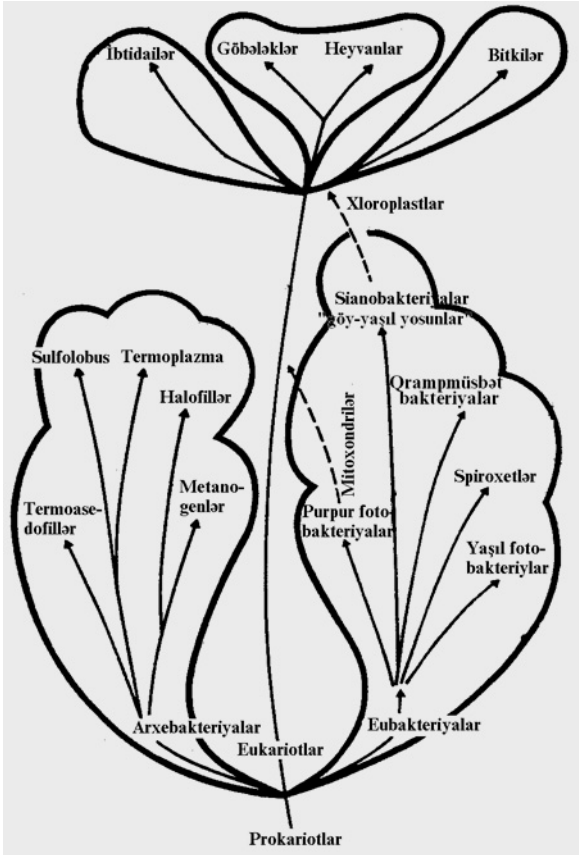 İbtidailər
Göbələklər
Heyvanlar
Bitkilər
Xloroplastlar
Sianobakteriyalar
"göy-yaşıl yosunlar"
Sulfolobus
Termoplazma
Halofillər
Qrampmüsbət
bakteriyalar
Mitoxondrilər
Termoase-
dofillər
Metano-
genlər
Purpur foto-
bakteriyalar
Spiroxetlər
Yaşıl foto-
bakteriylar
Arxebakteriyalar
Eukariotlar
Eubakteriyalar
Prokariotlar